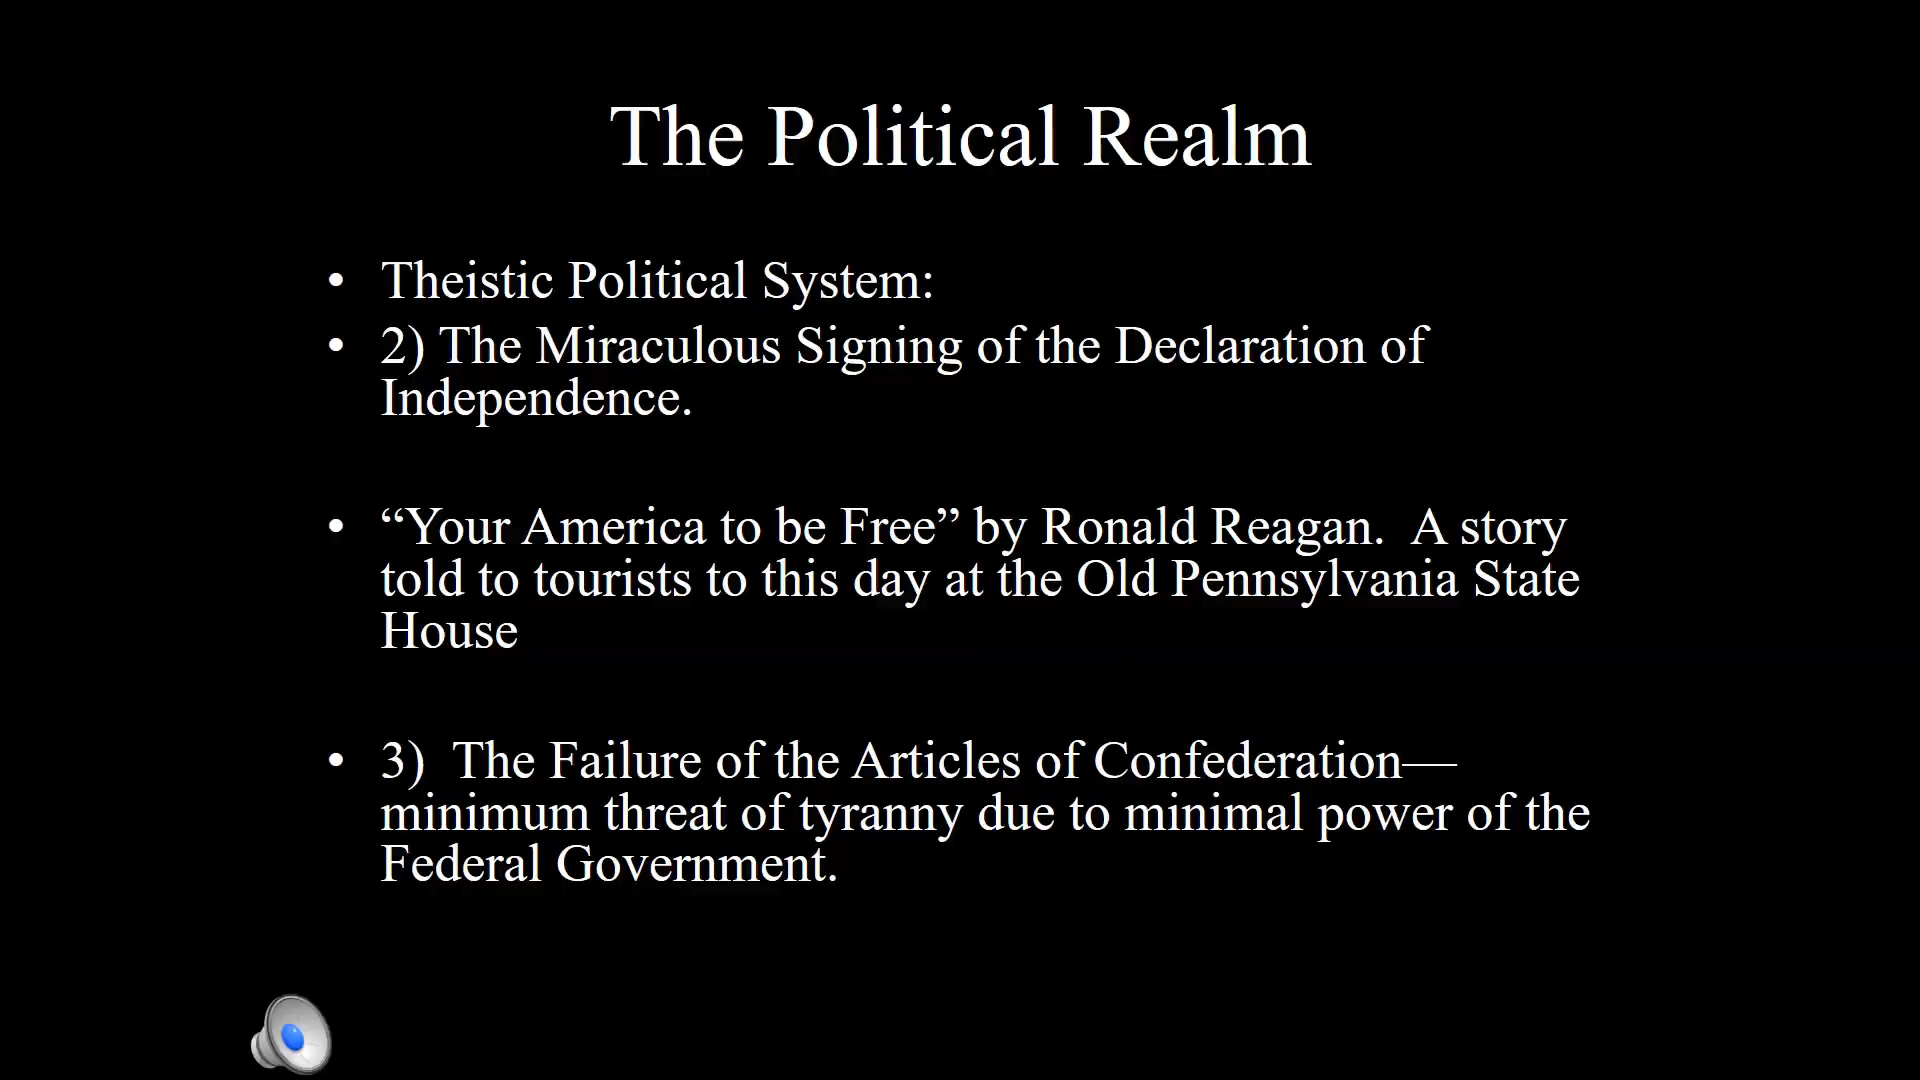 The Political Realm
• Theistic Political System:
• 2) The Miraculous Signing of the Declaration of
Independence.
• “Your America to be Free” by Ronald Reagan.  A story
told to tourists to this day at the Old Pennsylvania State
House
• 3)  The Failure of the Articles of Confederation—
minimum threat of tyranny due to minimal power of the
Federal Government.